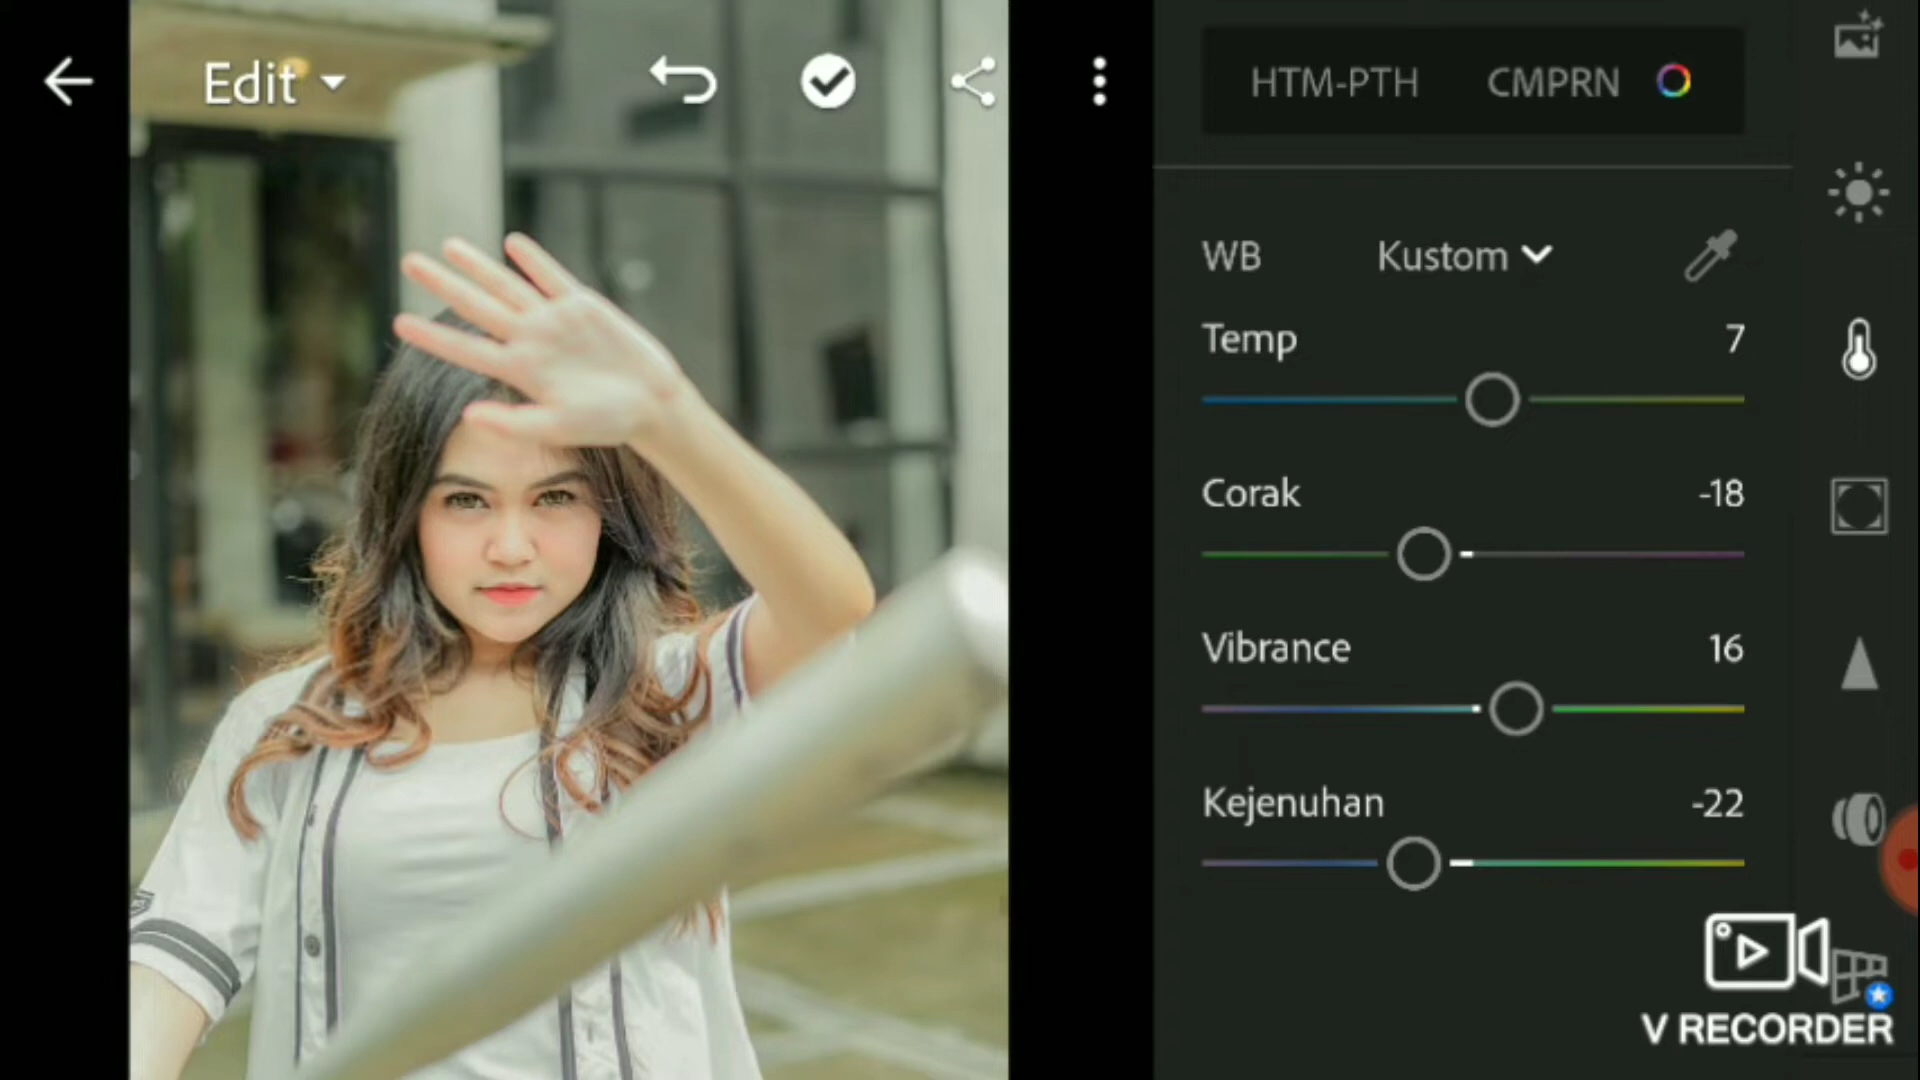 Edit
HTM-PTH CMPRN
WB Kustom
Temp 7
Corak -18
Vibrance 16
Kejenuhan -22
V RECORDER